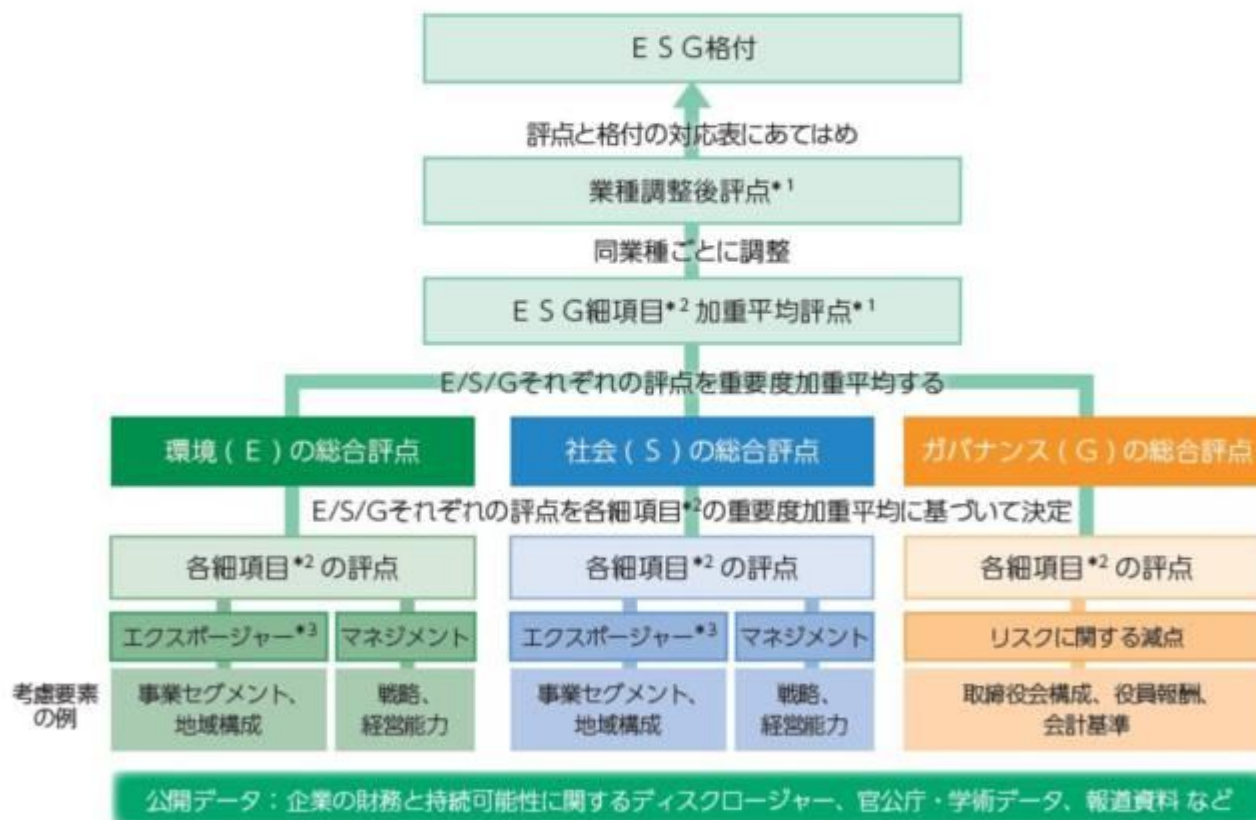 ESG格付
評点と格付の対応表にあてはめ
業種調整後評点*1
同業種ごとに調整
ESG細項目*2 加重平均評点*1
E/S/Gそれぞれの評点を重要度加重平均する
環境(E)の総合評点
社会(S)の総合評点
ガバナンス(G)の総合評点
E/S/Gそれぞれの評点を各細項目*2の重要度加重平均に基づいて決定
各細項目*2 の評点
各細項目*2 の評点
各細項目*2 の評点
エクスポージャー*3
マネジメント
エクスポージャー*3
マネジメント
リスクに関する減点
考慮要素
の例
事業セグメント、
地域構成
戦略、
経営能力
事業セグメント、
地域構成
戦略、
経営能力
取締役会構成、役員報酬、
会計基準
公開データ：企業の財務と持続可能性に関するディスクロージャー、官公庁・学術データ、報道資料 など